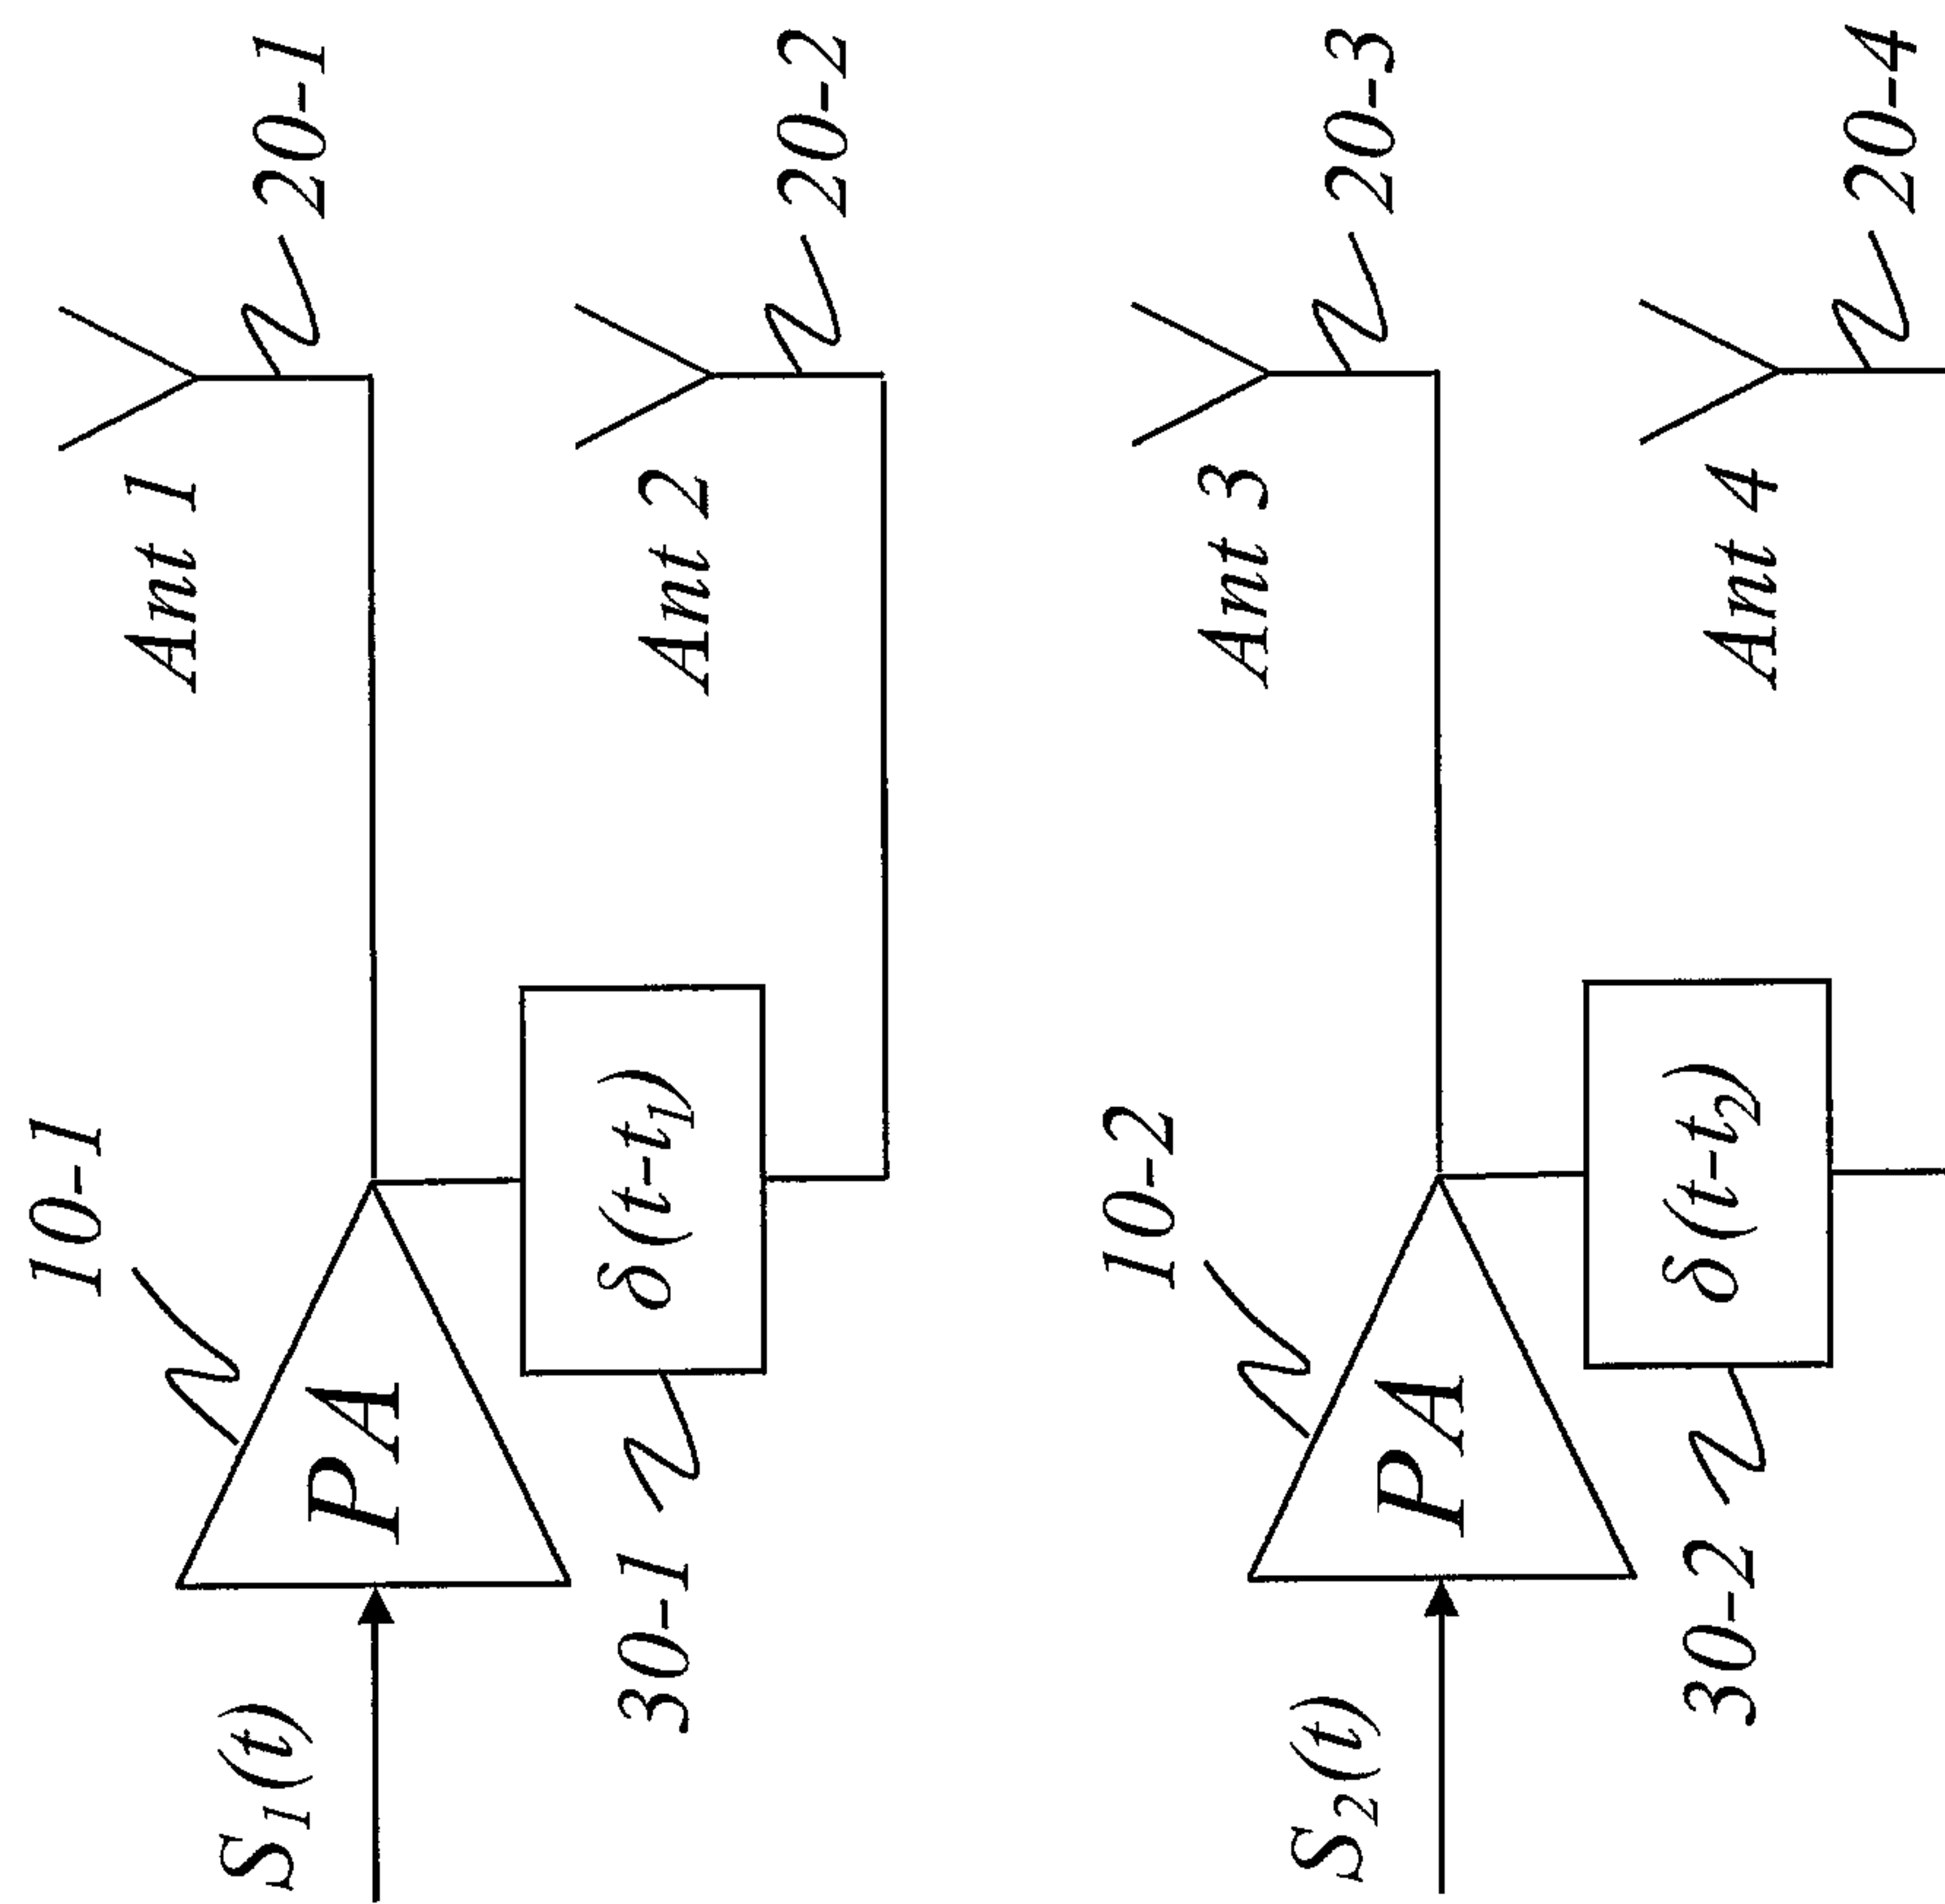 S1(t)
PA
10-1
30-1
δ(t-t1)
Ant 1
20-1
Ant 2
20-2
S2(t)
PA
10-2
30-2
δ(t-t2)
Ant 3
20-3
Ant 4
20-4